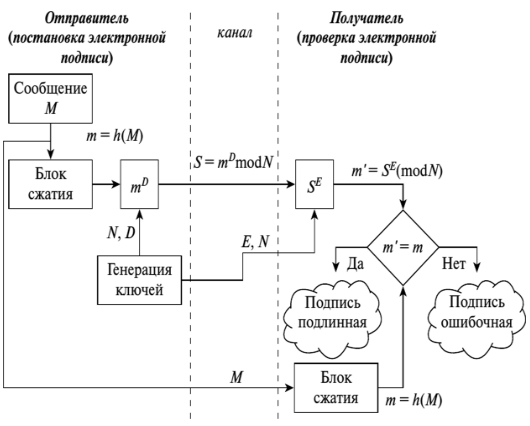 Отправитель
(постановка электронной
подписи)
канал
Получатель
(проверка электронной
подписи)
Сообщение
M
m = h(M)
Блок
сжатия
m^D
S = m^D modN
S^E
m' = S^E(modN)
N, D
E, N
Генерация
ключей
m' = m
Да
Нет
Подпись
подлинная
Подпись
ошибочная
M
Блок
сжатия
m = h(M)